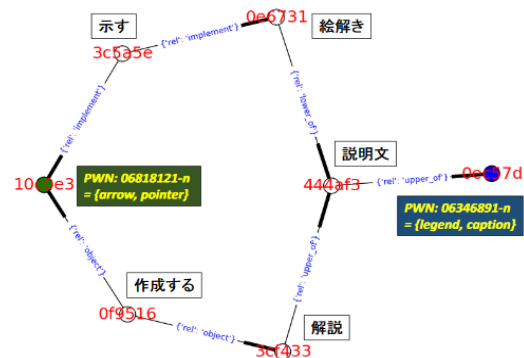 示す
0e6731
絵解き
3c5a5e
{'rel': 'implement'}
{'rel': 'implement'}
{'rel': 'lower_of'}
説明文
PWN: 06818121-n
= {arrow, pointer}
444af3
{'rel': 'upper_of'}
PWN: 06346891-n
= {legend, caption}
{'rel': 'object'}
{'rel': 'upper_of'}
作成する
0f9516
{'rel': 'object'}
解説
3cf433